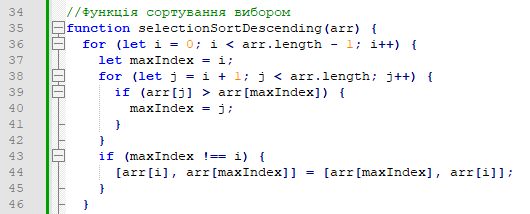 34 //Функція сортування вибором
35 function selectionSortDescending(arr) {
36 for (let i = 0; i < arr.length - 1; i++) {
37 let maxIndex = i;
38 for (let j = i + 1; j < arr.length; j++) {
39 if (arr[j] > arr[maxIndex]) {
40 maxIndex = j;
41 }
42 }
43 if (maxIndex !== i) {
44 [arr[i], arr[maxIndex]] = [arr[maxIndex], arr[i]];
45 }
46 }